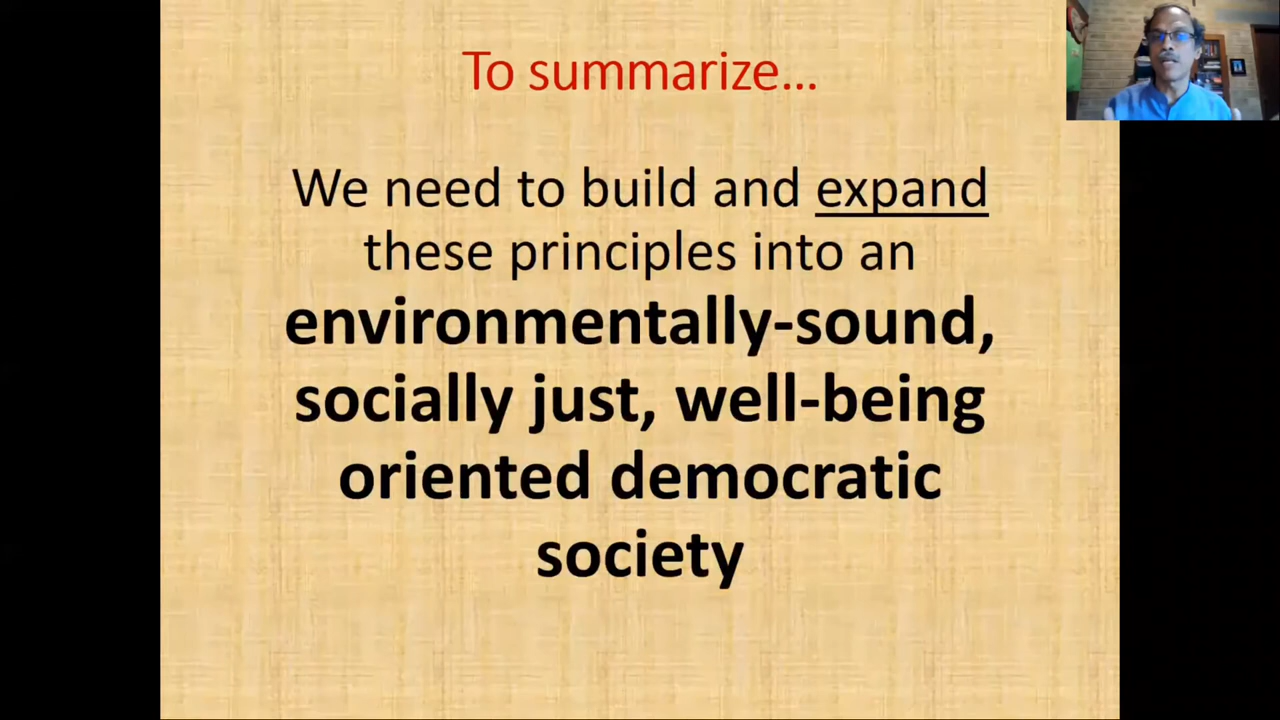 To summarize...
We need to build and expand
these principles into an
environmentally-sound,
socially just, well-being
oriented democratic
society